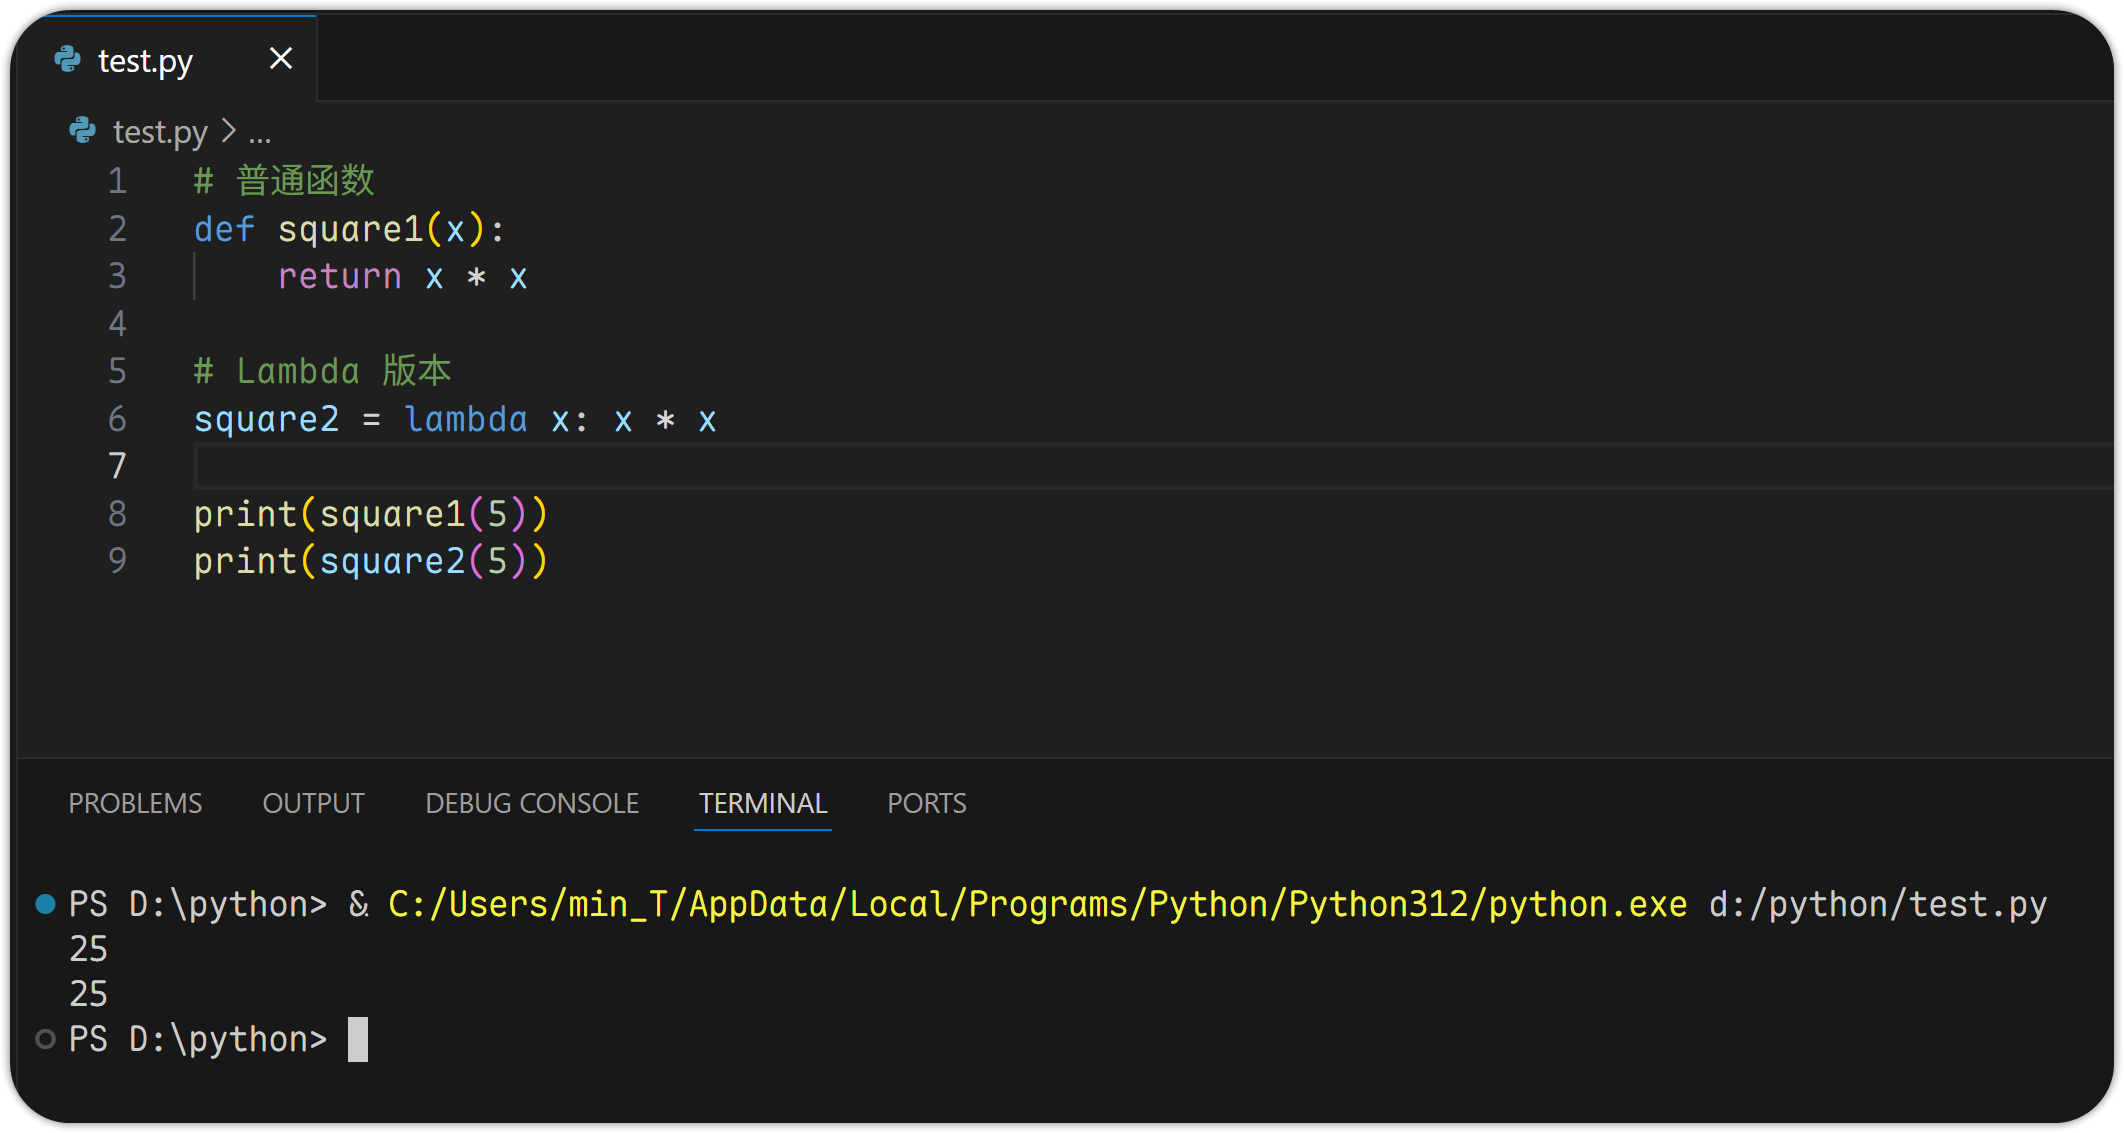 test.py
test.py > ...
1 # 普通函数
2 def square1(x):
3     return x * x
4
5 # Lambda 版本
6 square2 = lambda x: x * x
7
8 print(square1(5))
9 print(square2(5))
PROBLEMS OUTPUT DEBUG CONSOLE TERMINAL PORTS
PS D:\python> & C:/Users/min_T/AppData/Local/Programs/Python/Python312/python.exe d:/python/test.py
25
25
PS D:\python>